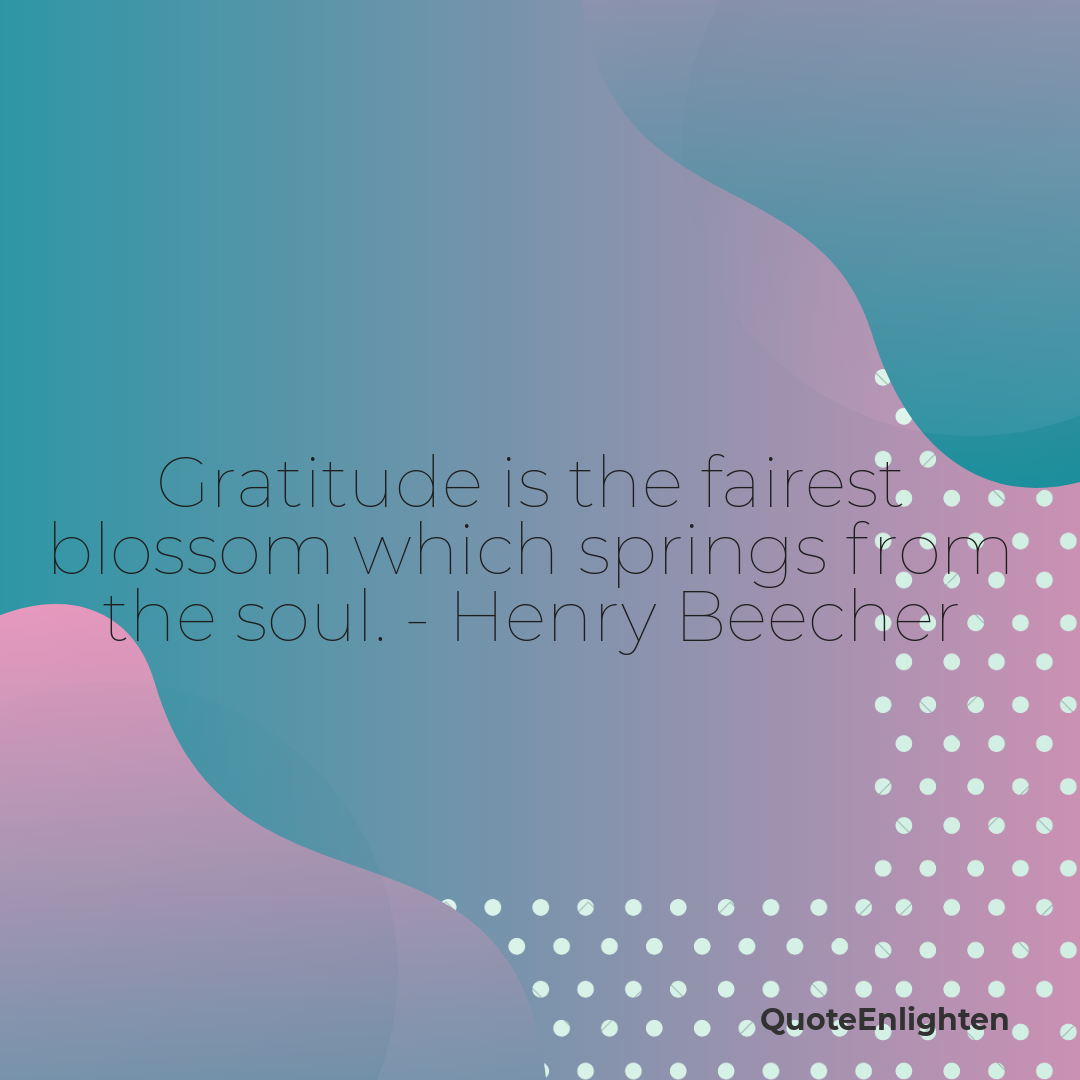 Gratitude is the fairest
blossom which springs from
the soul. - Henry Beecher
QuoteEnlighten